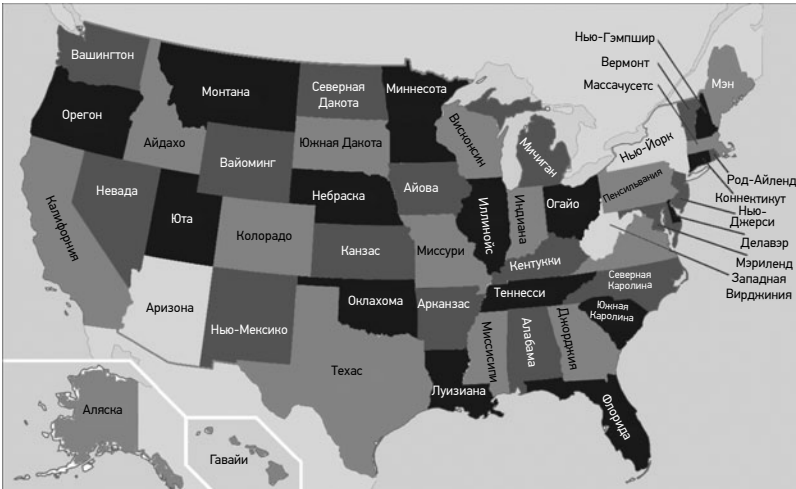 Вашингтон
Орегон
Айдахо
Монтана
Северная
Дакота
Миннесота
Южная Дакота
Вайоминг
Висконсин
Мичиган
Нью-Гэмпшир
Вермонт
Массачусетс
Мэн
Нью-Йорк
Калифорния
Невада
Юта
Колорадо
Небраска
Айова
Иллинойс
Индиана
Огайо
Пенсильвания
Род-Айленд
Коннектикут
Нью-
Джерси
Делавэр
Мэриленд
Западная
Вирджиния
Канзас
Миссури
Кентукки
Северная
Каролина
Аризона
Нью-Мексико
Оклахома
Арканзас
Теннесси
Южная
Каролина
Техас
Луизиана
Миссисипи
Алабама
Джорджия
Флорида
Аляска
Гавайи